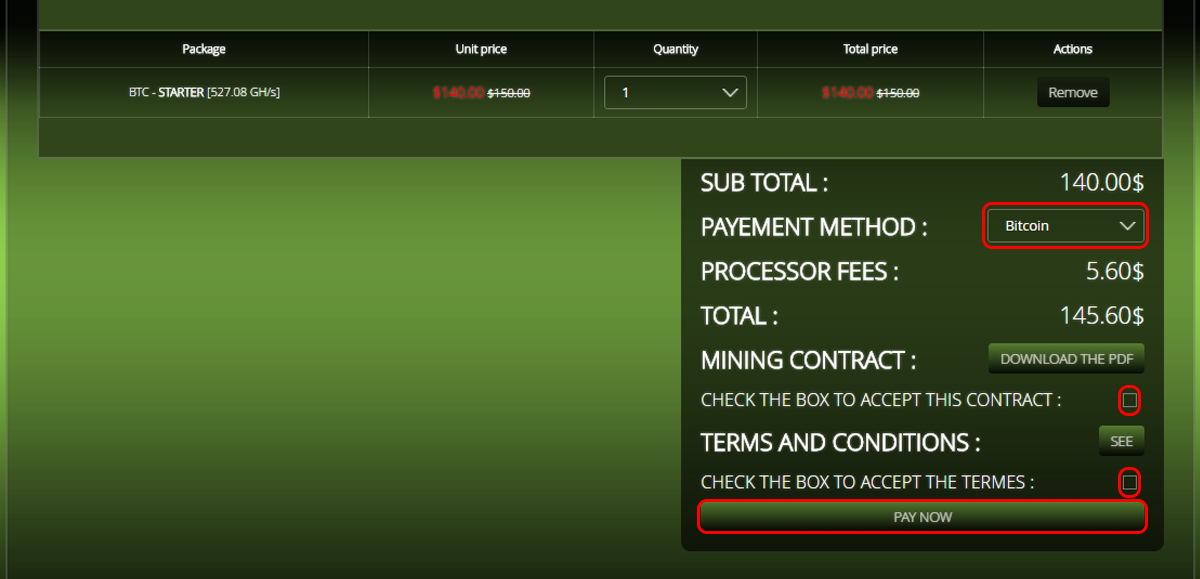 Package Unit price Quantity Total price Actions
BTC - STARTER [527.08 GH/s] $140.00 $150.00 1 $140.00 $150.00 Remove
SUB TOTAL : 140.00$
PAYEMENT METHOD : Bitcoin
PROCESSOR FEES : 5.60$
TOTAL : 145.60$
MINING CONTRACT : DOWNLOAD THE PDF
CHECK THE BOX TO ACCEPT THIS CONTRACT :
TERMS AND CONDITIONS : SEE
CHECK THE BOX TO ACCEPT THE TERMES :
PAY NOW